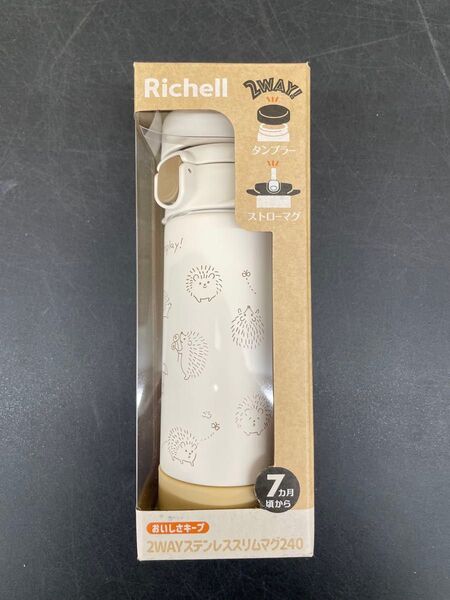 Richell
2WAY!
タンブラー
ストローマグ
7カ月
頃から
おいしさキープ
2WAYステンレススリムマグ240